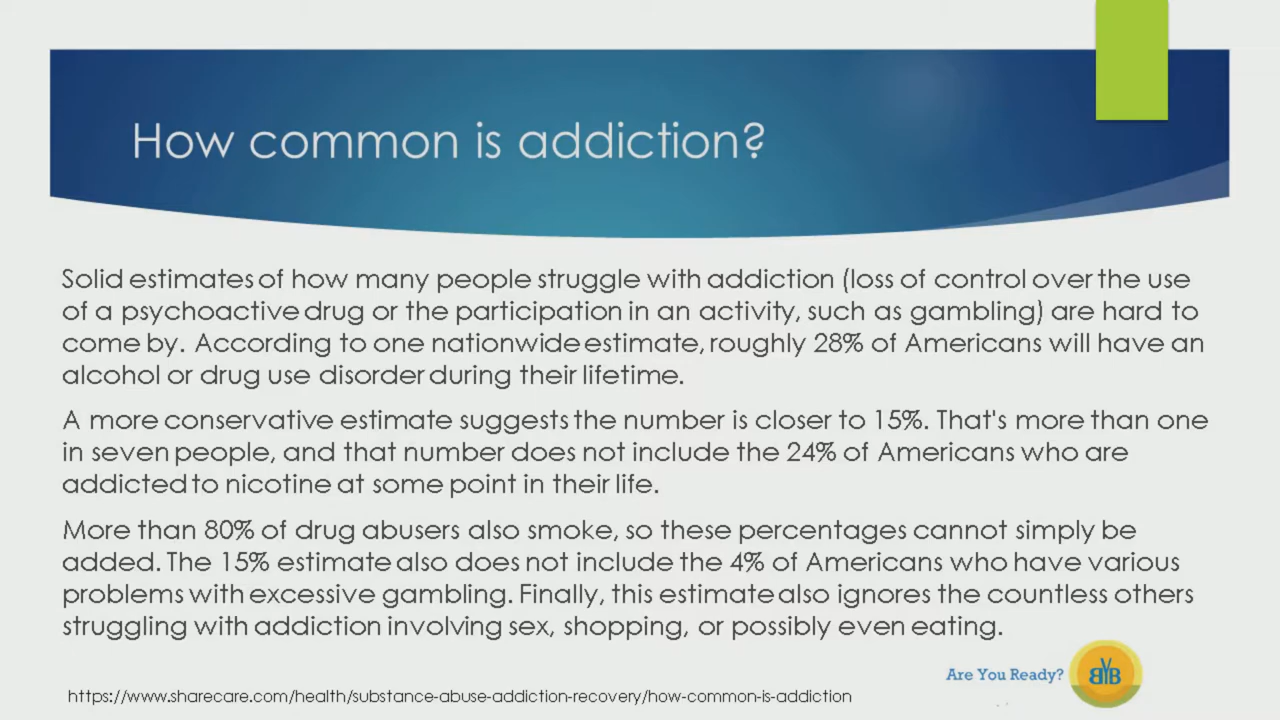 How common is addiction?
Solid estimates of how many people struggle with addiction (loss of control over the use
of a psychoactive drug or the participation in an activity, such as gambling) are hard to
come by. According to one nationwide estimate, roughly 28% of Americans will have an
alcohol or drug use disorder during their lifetime.
A more conservative estimate suggests the number is closer to 15%. That's more than one
in seven people, and that number does not include the 24% of Americans who are
addicted to nicotine at some point in their life.
More than 80% of drug abusers also smoke, so these percentages cannot simply be
added. The 15% estimate also does not include the 4% of Americans who have various
problems with excessive gambling. Finally, this estimate also ignores the countless others
struggling with addiction involving sex, shopping, or possibly even eating.
Are You Ready?
BYB
https://www.sharecare.com/health/substance-abuse-addiction-recovery/how-common-is-addiction